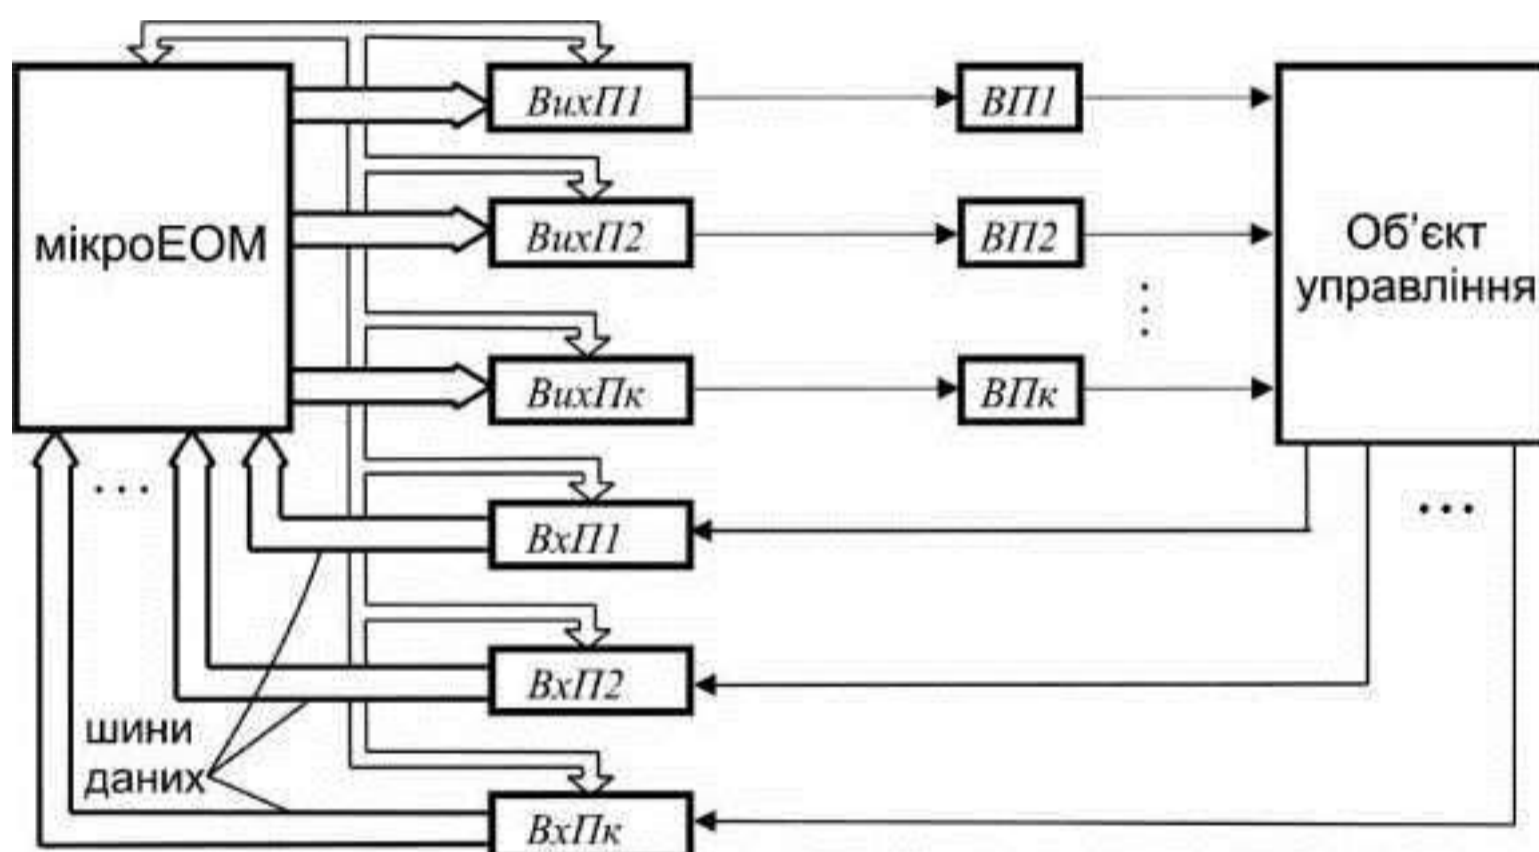 ВихП1
ВП1
мікроЕОМ
ВихП2
ВП2
Об’єкт
управління
ВихПк
ВПк
ВхП1
ВхП2
шини
даних
ВхПк